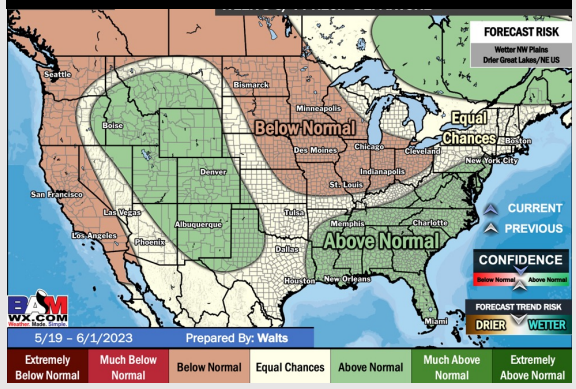 FORECAST RISK
Wetter NW Plains
Drier Great Lakes/NE US
Seattle
Bismarck
Minneapolis
Boise
Below Normal
Equal
Chances
Boston
Des Moines
Chicago
Cleveland
New York City
Denver
Indianapolis
St. Louis
San Francisco
Las Vegas
Tulsa
CURRENT
Albuquerque
Memphis
Charlotte
PREVIOUS
Los Angeles
Phoenix
Above Normal
Dallas
CONFIDENCE
Houston
New Orleans
Below Normal
Above Normal
BAM
WX.COM
Weather. Made. Simple.
FORECAST TREND RISK
DRIER
WETTER
Miami
5/19 – 6/1/2023
Prepared By: Walts
Extremely
Below Normal
Much Below
Normal
Below Normal
Equal Chances
Above Normal
Much Above
Normal
Extremely
Above Normal